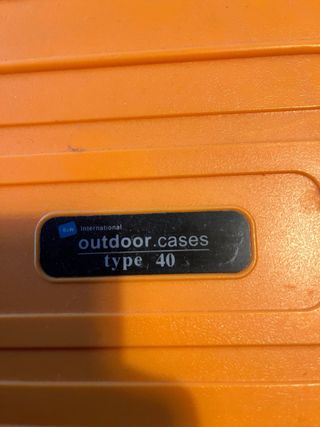 B&W International
outdoor.cases
type 40